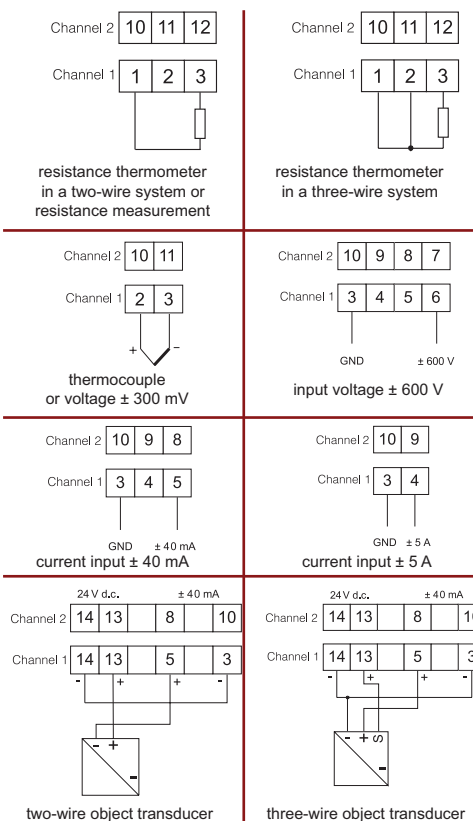 Channel 2 10 11 12
Channel 1 1 2 3
resistance thermometer
in a two-wire system or
resistance measurement
Channel 2 10 11 12
Channel 1 1 2 3
resistance thermometer
in a three-wire system
Channel 2 10 11
Channel 1 2 3
+ -
thermocouple
or voltage ± 300 mV
Channel 2 10 9 8 7
Channel 1 3 4 5 6
GND ± 600 V
input voltage ± 600 V
Channel 2 10 9 8
Channel 1 3 4 5
GND ± 40 mA
current input ± 40 mA
Channel 2 10 9
Channel 1 3 4
GND ± 5 A
current input ± 5 A
24 V d.c. ± 40 mA
Channel 2 14 13 8 10
Channel 1 14 13 5 3
- + + -
- +
two-wire object transducer
24 V d.c. ± 40 mA
Channel 2 14 13 8 10
Channel 1 14 13 5 3
- + + -
- + S
three-wire object transducer